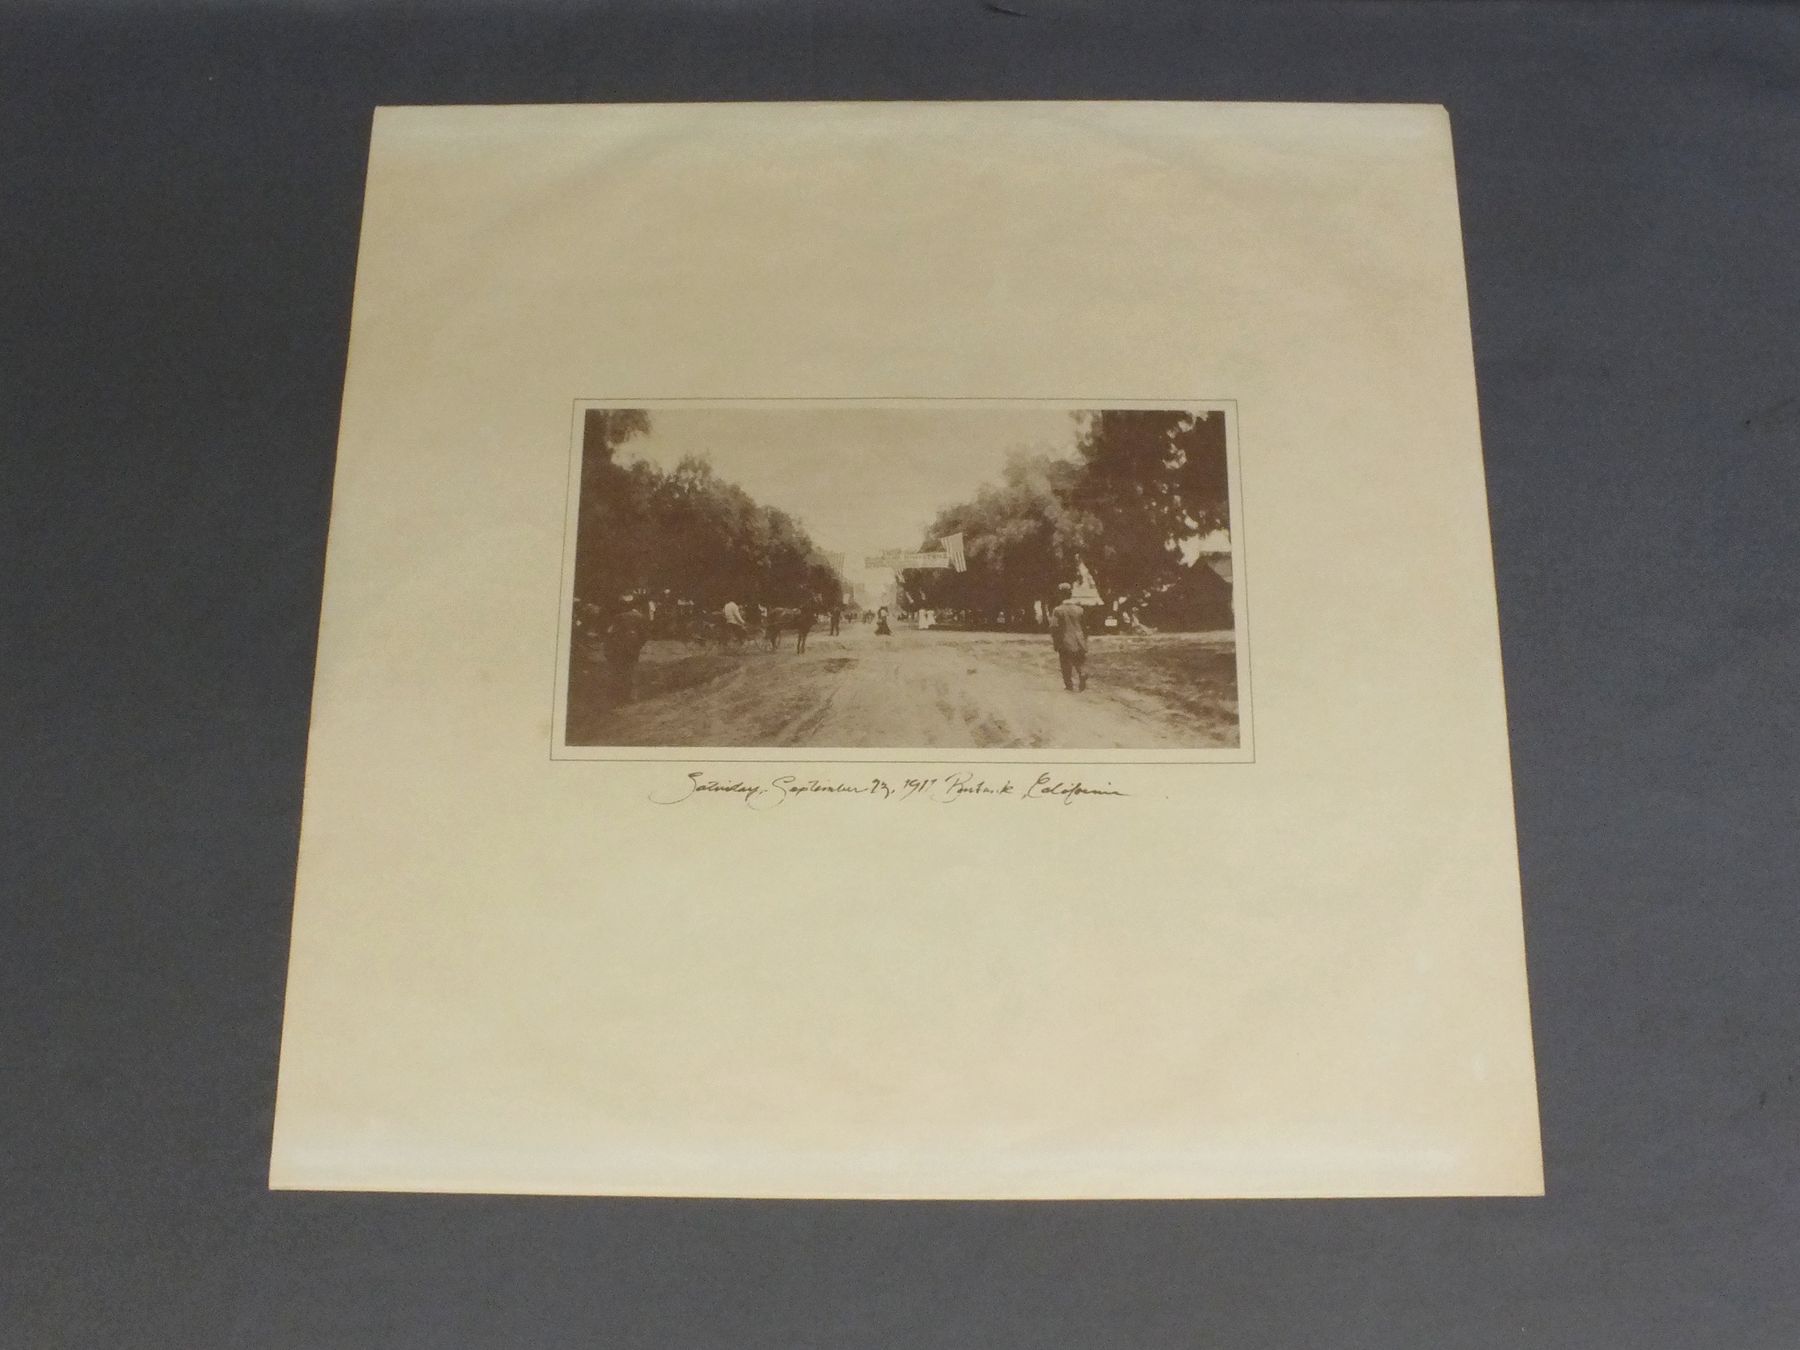 Saturday, September 23, 1911 Burbank, California